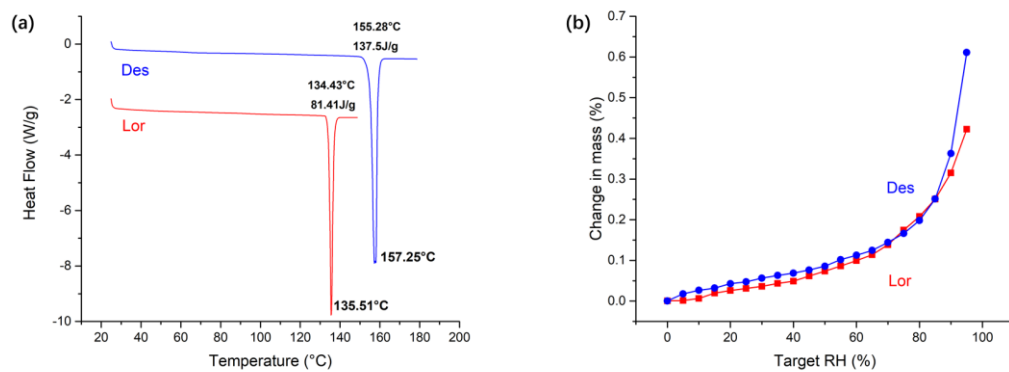 (a)
155.28°C
137.5J/g
Des
134.43°C
81.41J/g
Lor
157.25°C
135.51°C
0
-2
-4
-6
-8
-10
Heat Flow (W/g)
20 40 60 80 100 120 140 160 180 200
Temperature (°C)
(b)
0.7
0.6
0.5
0.4
0.3
0.2
0.1
0.0
Change in mass (%)
Des
Lor
0 20 40 60 80 100
Target RH (%)